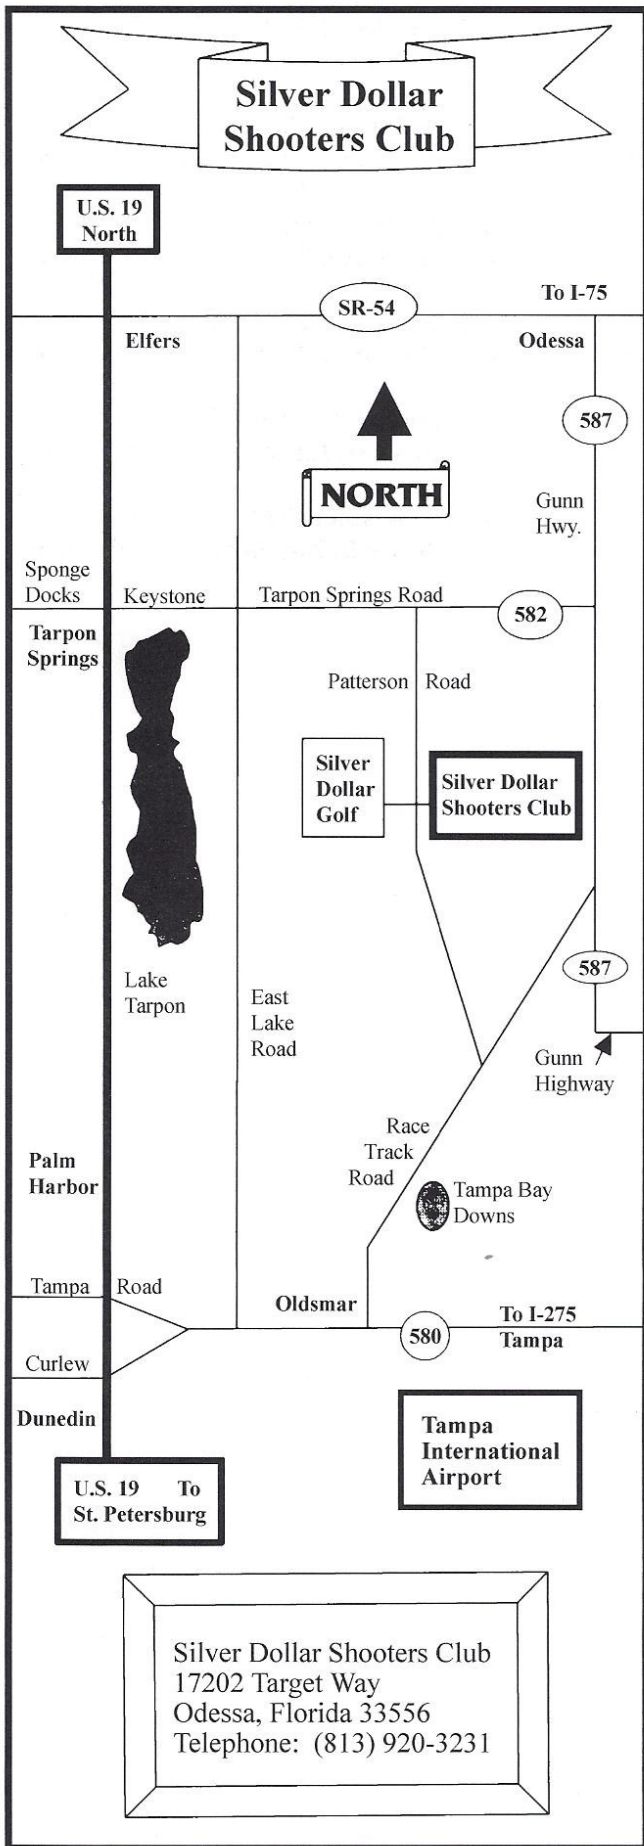 Silver Dollar
Shooters Club
U.S. 19
North
To I-75
SR-54
Elfers
Odessa
587
NORTH
Gunn
Hwy.
Sponge
Docks
Keystone
Tarpon Springs Road
582
Tarpon
Springs
Patterson Road
Silver
Dollar
Golf
Silver Dollar
Shooters Club
587
Lake
Tarpon
East
Lake
Road
Gunn
Highway
Race
Track
Road
Palm
Harbor
Tampa Bay
Downs
Tampa Road
Oldsmar
To I-275
580
Tampa
Curlew
Dunedin
Tampa
International
Airport
U.S. 19 To
St. Petersburg
Silver Dollar Shooters Club
17202 Target Way
Odessa, Florida 33556
Telephone: (813) 920-3231